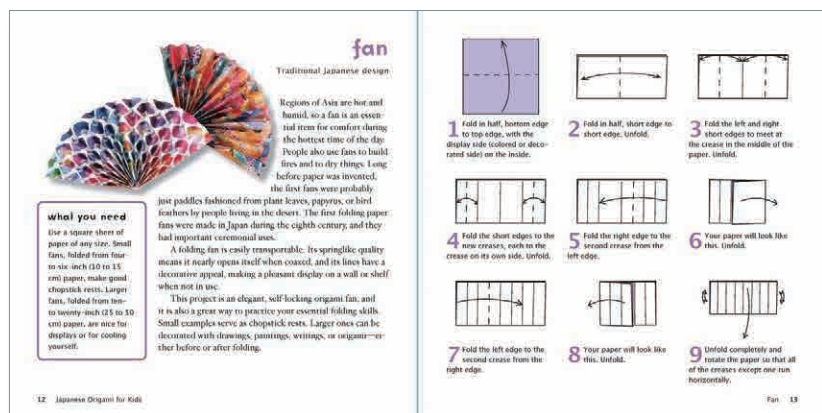 fan
Traditional Japanese design
Regions of Asia are hot and
humid, so a fan is an essen-
tial item for comfort during
the hottest time of the day.
People also use fans to build
fires and to dry things. Long
before paper was invented,
the first fans were probably
just paddles fashioned from plant leaves, papyrus, or bird
feathers by people living in the desert. The first folding paper
fans were made in Japan during the eighth century, and they
had important ceremonial uses.
A folding fan is easily transportable. Its springlike quality
means it nearly opens itself when coaxed, and its lines have a
decorative appeal, making a pleasant display on a wall or shelf
when not in use.
This project is an elegant, self-locking origami fan, and
it is also a great way to practice your essential folding skills.
Small examples serve as chopstick rests. Larger ones can be
decorated with drawings, paintings, writings, or origami—ei-
ther before or after folding.
what you need
Use a square sheet of
paper of any size. Small
fans, folded from four-
to six-inch (10 to 15
cm) paper, make good
chopstick rests. Larger
fans, folded from ten-
to twenty-inch (25 to 50
cm) paper, are nice for
displays or for cooling
yourself.
12 Japanese Origami for Kids
1 Fold in half, bottom edge
to top edge, with the
display side (colored or deco-
rated side) on the inside.
2 Fold in half, short edge to
short edge. Unfold.
3 Fold the left and right
short edges to meet at
the crease in the middle of the
paper. Unfold.
4 Fold the short edges to the
new creases, each to the
crease on its own side. Unfold.
5 Fold the right edge to the
second crease from the
left edge.
6 Your paper will look like
this. Unfold.
7 Fold the left edge to the
second crease from the
right edge.
8 Your paper will look like
this. Unfold.
9 Unfold completely and
rotate the paper so that all
of the creases except one run
horizontally.
Fan 13